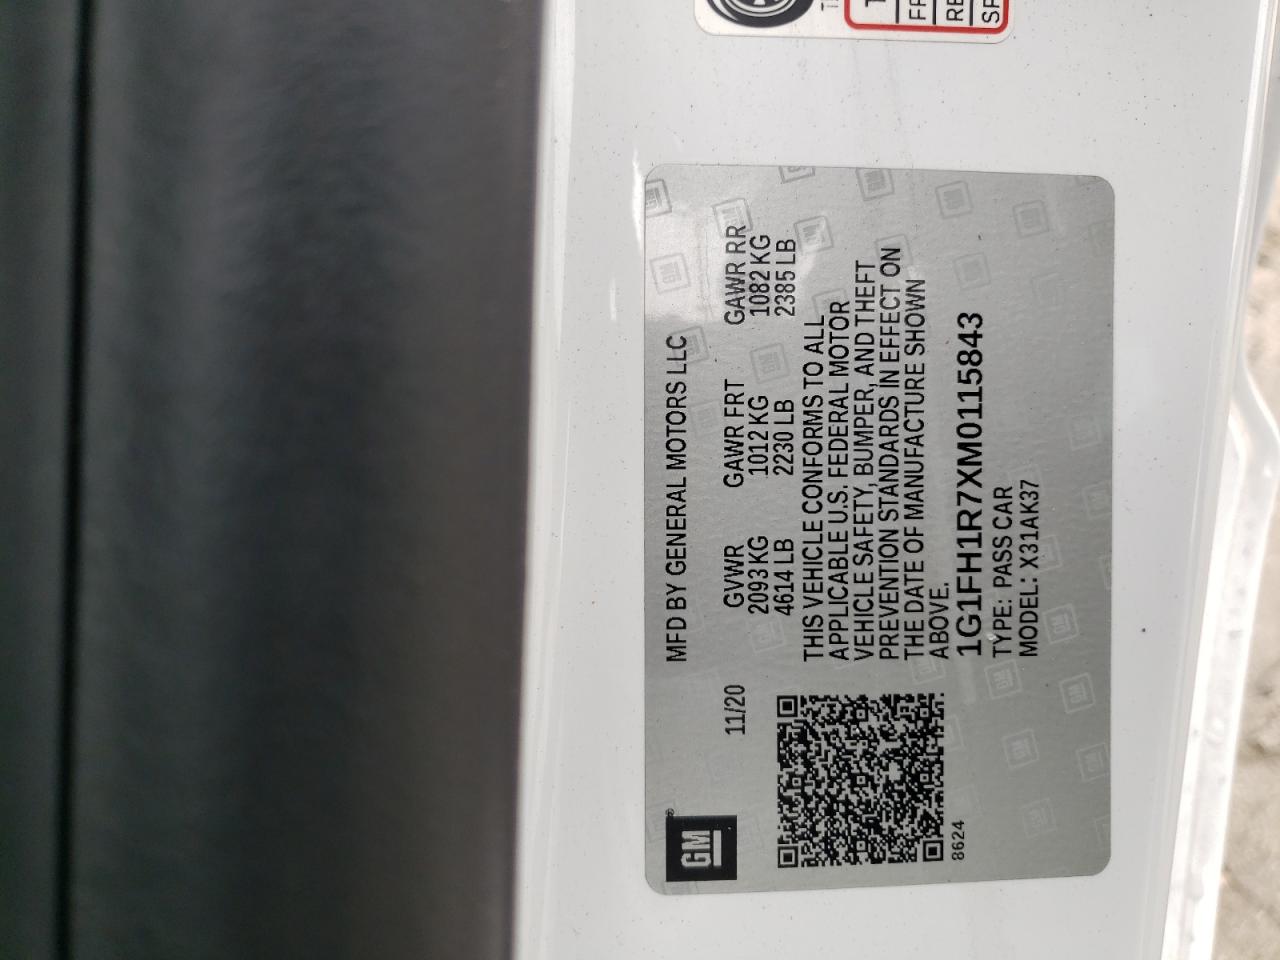 GM
MFD BY GENERAL MOTORS LLC
11/20
GVWR GAWR FRT GAWR RR
2093 KG 1012 KG 1082 KG
4614 LB 2230 LB 2385 LB
THIS VEHICLE CONFORMS TO ALL
APPLICABLE U.S. FEDERAL MOTOR
VEHICLE SAFETY, BUMPER, AND THEFT
PREVENTION STANDARDS IN EFFECT ON
THE DATE OF MANUFACTURE SHOWN
ABOVE.
1G1FH1R7XM0115843
TYPE: PASS CAR
MODEL: X31AK37
8624